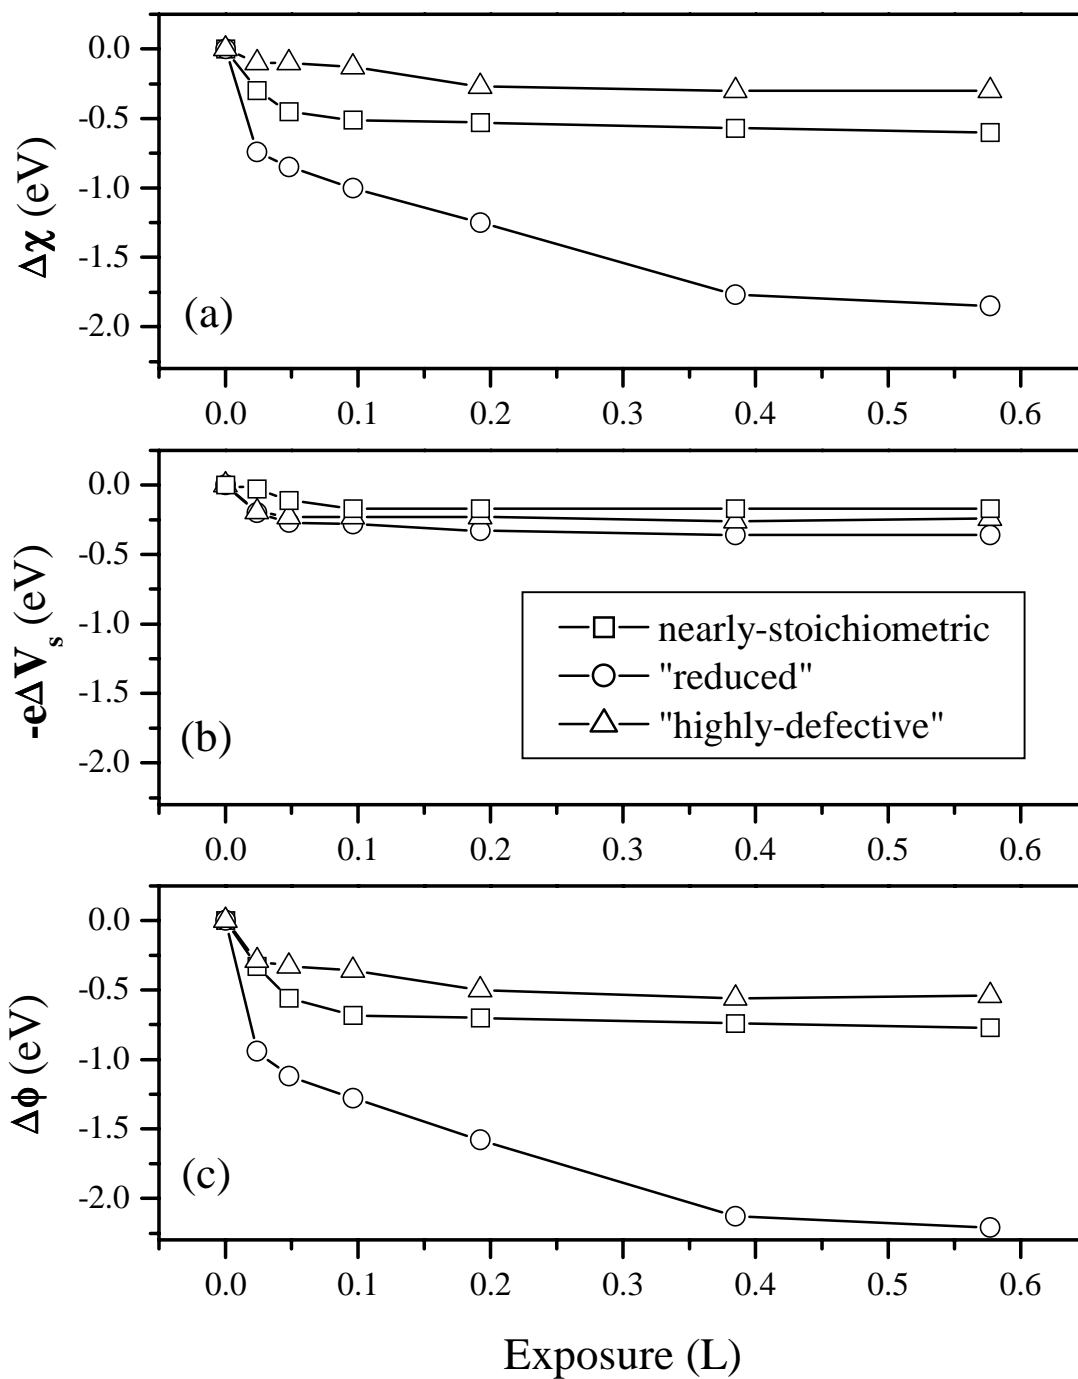 0.0
-0.5
-1.0
-1.5
-2.0
Δχ (eV)
(a)
0.0 0.1 0.2 0.3 0.4 0.5 0.6
0.0
-0.5
-1.0
-1.5
-2.0
-eΔVs (eV)
nearly-stoichiometric
"reduced"
"highly-defective"
(b)
0.0 0.1 0.2 0.3 0.4 0.5 0.6
0.0
-0.5
-1.0
-1.5
-2.0
Δϕ (eV)
(c)
0.0 0.1 0.2 0.3 0.4 0.5 0.6
Exposure (L)